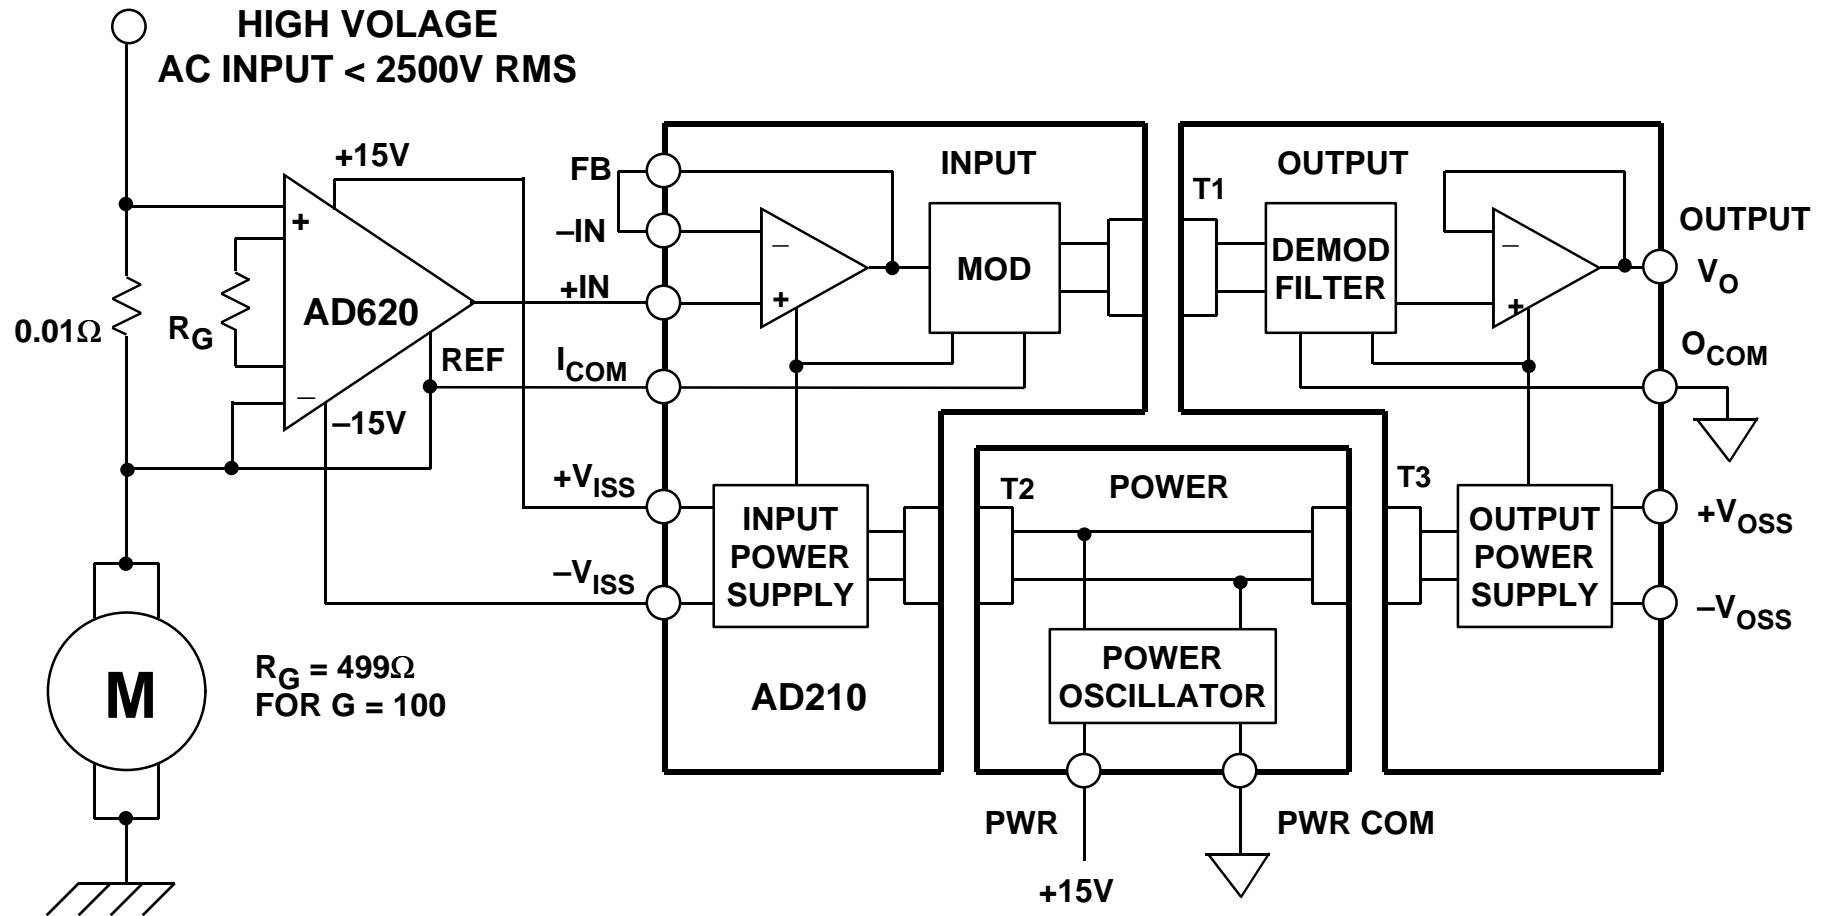 HIGH VOLAGE
AC INPUT < 2500V RMS
+15V
FB
INPUT
OUTPUT
T1
–IN
+
–
MOD
DEMOD
FILTER
–
OUTPUT
VO
+IN
+
+
AD620
0.01Ω
RG
REF
ICOM
OCOM
–
–15V
+VISS
INPUT
POWER
SUPPLY
T2
POWER
T3
OUTPUT
POWER
SUPPLY
+VOSS
–VISS
–VOSS
M
RG = 499Ω
FOR G = 100
AD210
POWER
OSCILLATOR
PWR
PWR COM
+15V